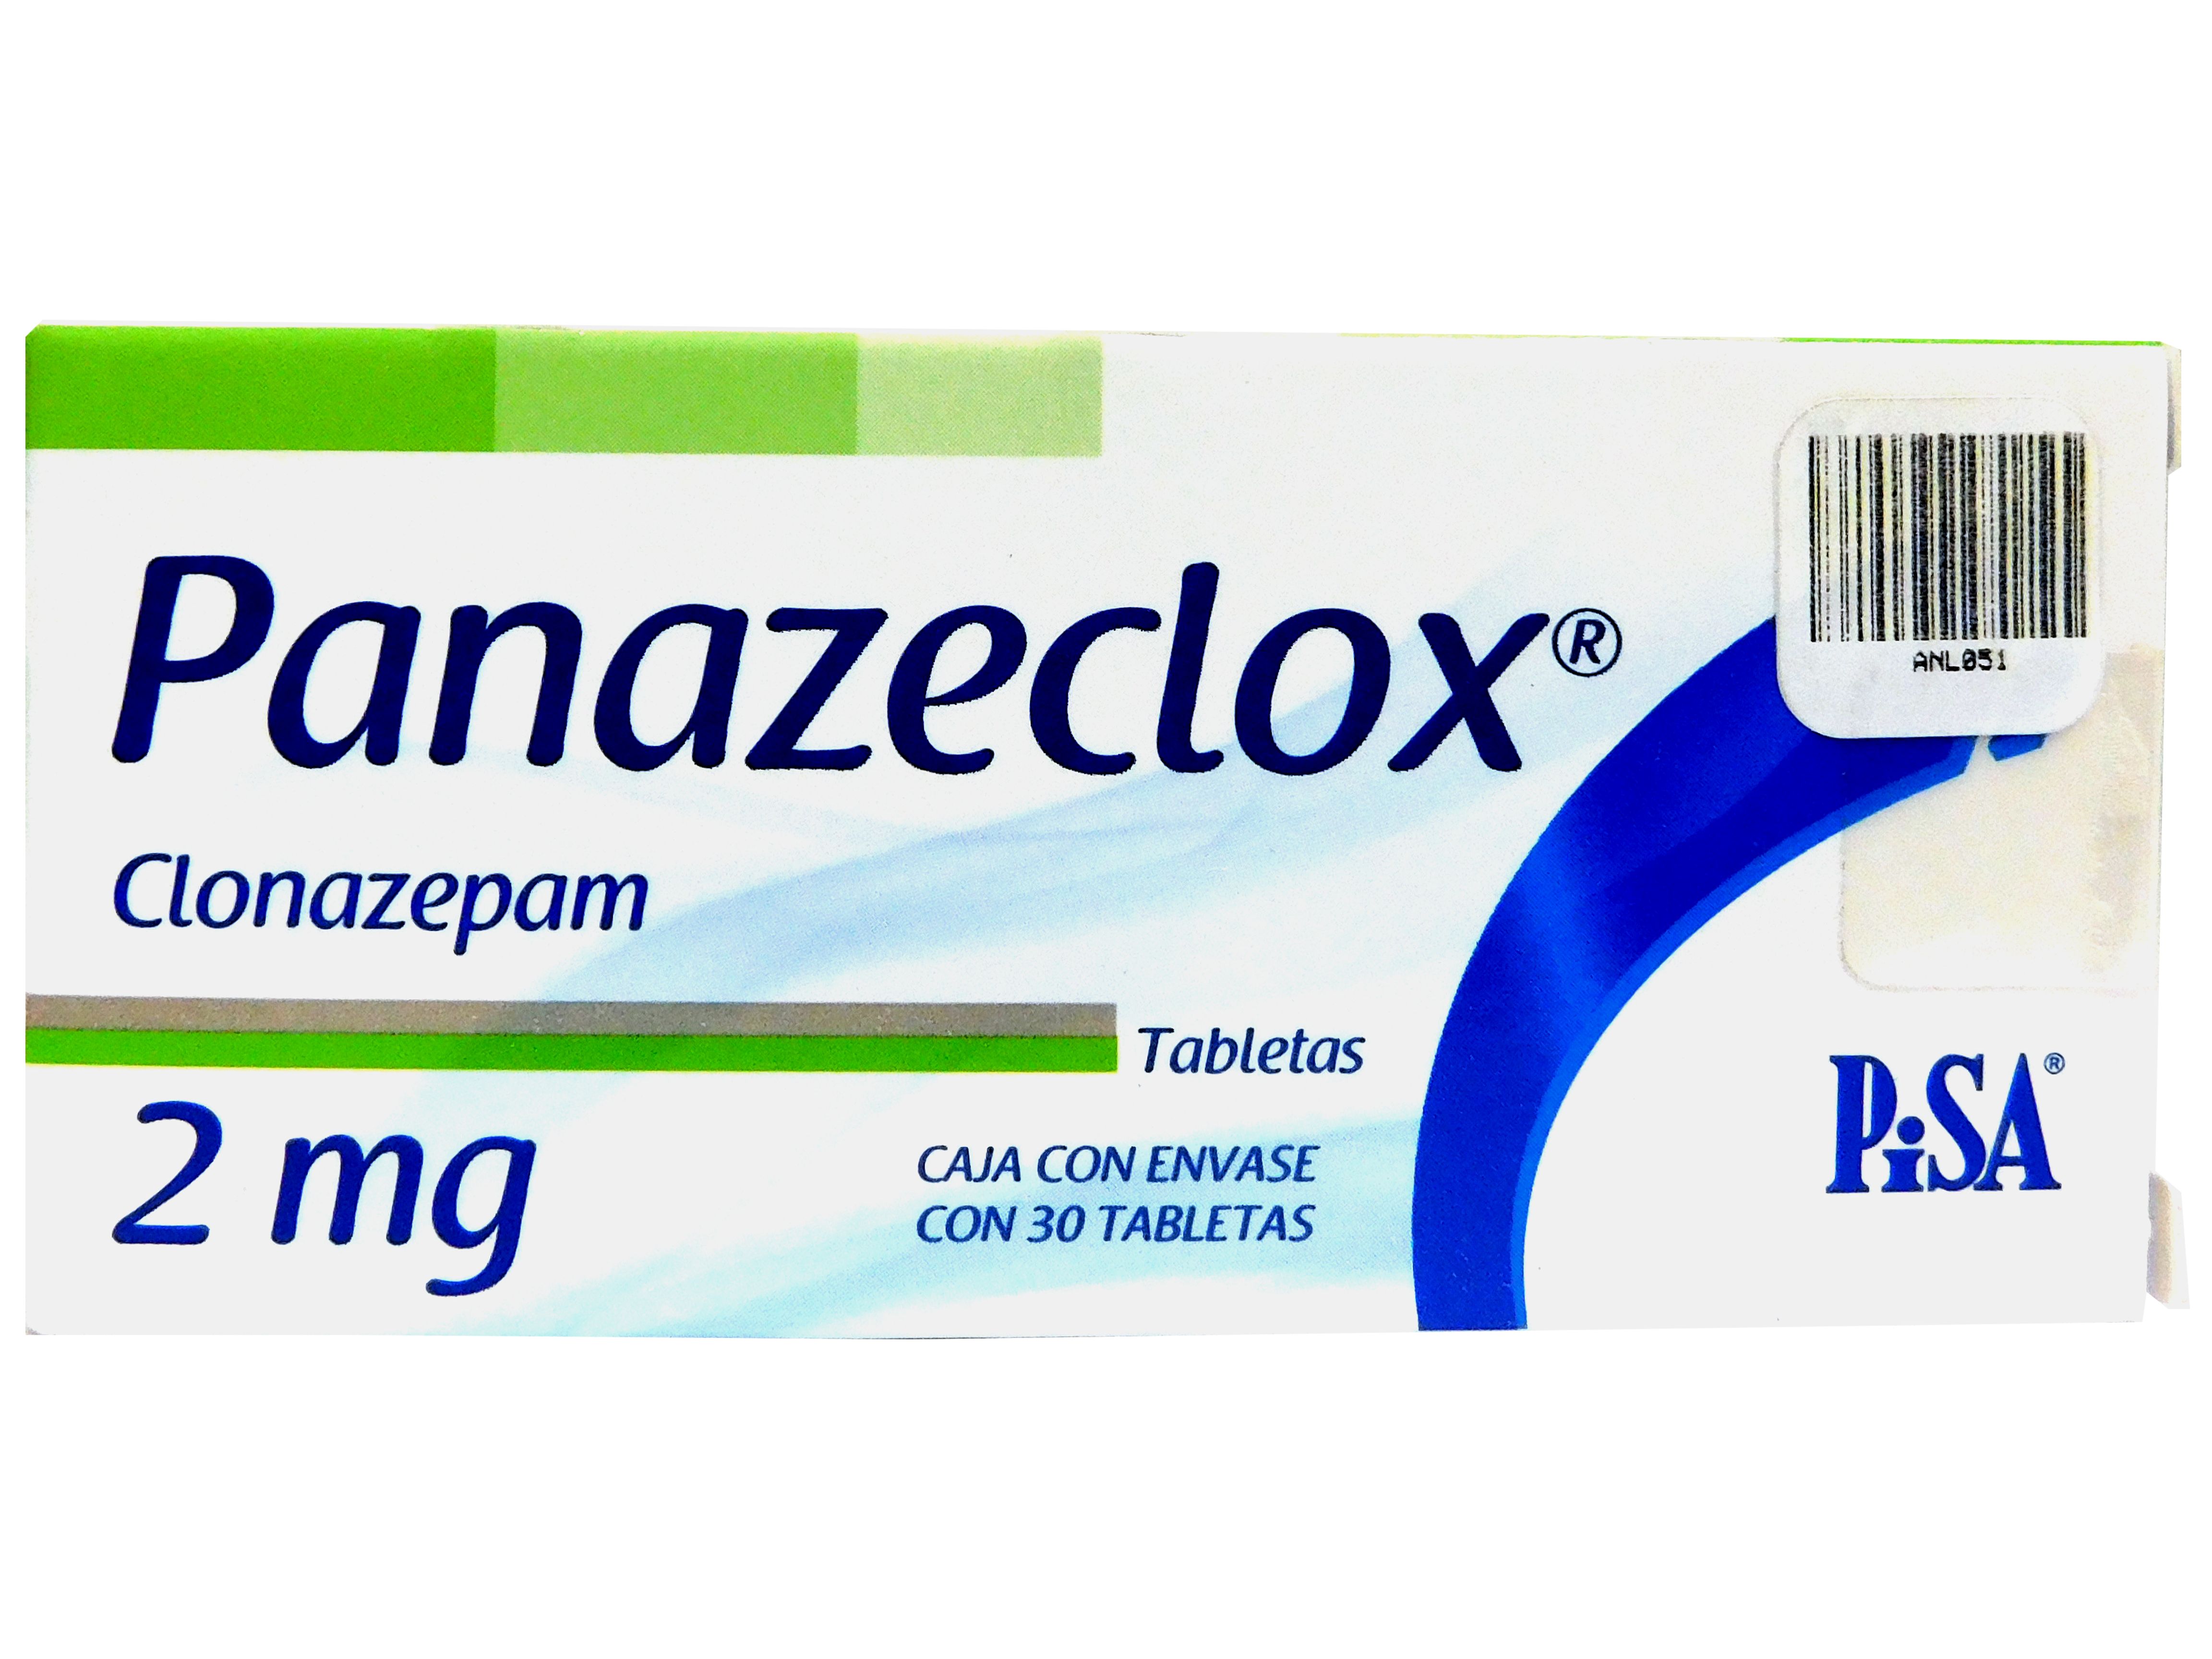 Panazeclox®
ANL051
Clonazepam
Tabletas
2 mg
CAJA CON ENVASE
CON 30 TABLETAS
PiSA®